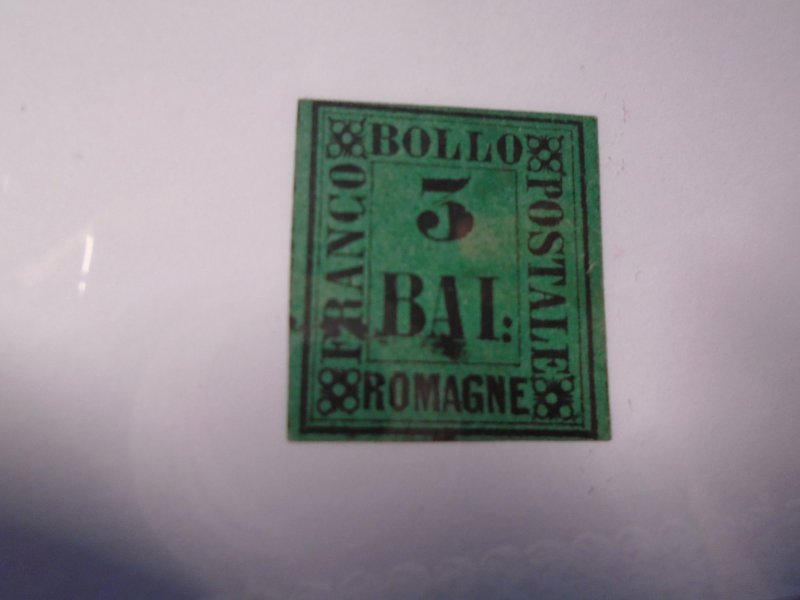 BOLLO
FRANCO
POSTALE
3
BAI:
ROMAGNE